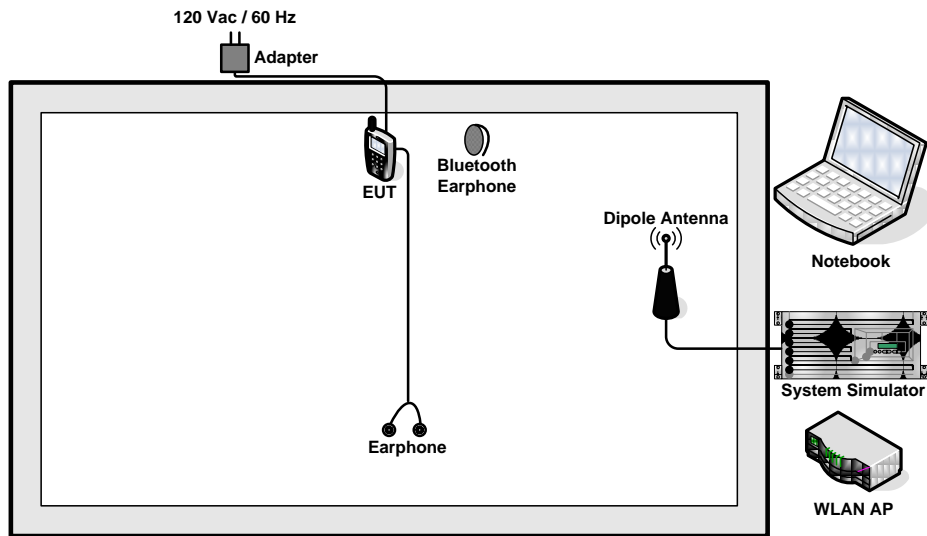 120 Vac / 60 Hz
Adapter
EUT
Bluetooth
Earphone
Dipole Antenna
Notebook
System Simulator
Earphone
WLAN AP